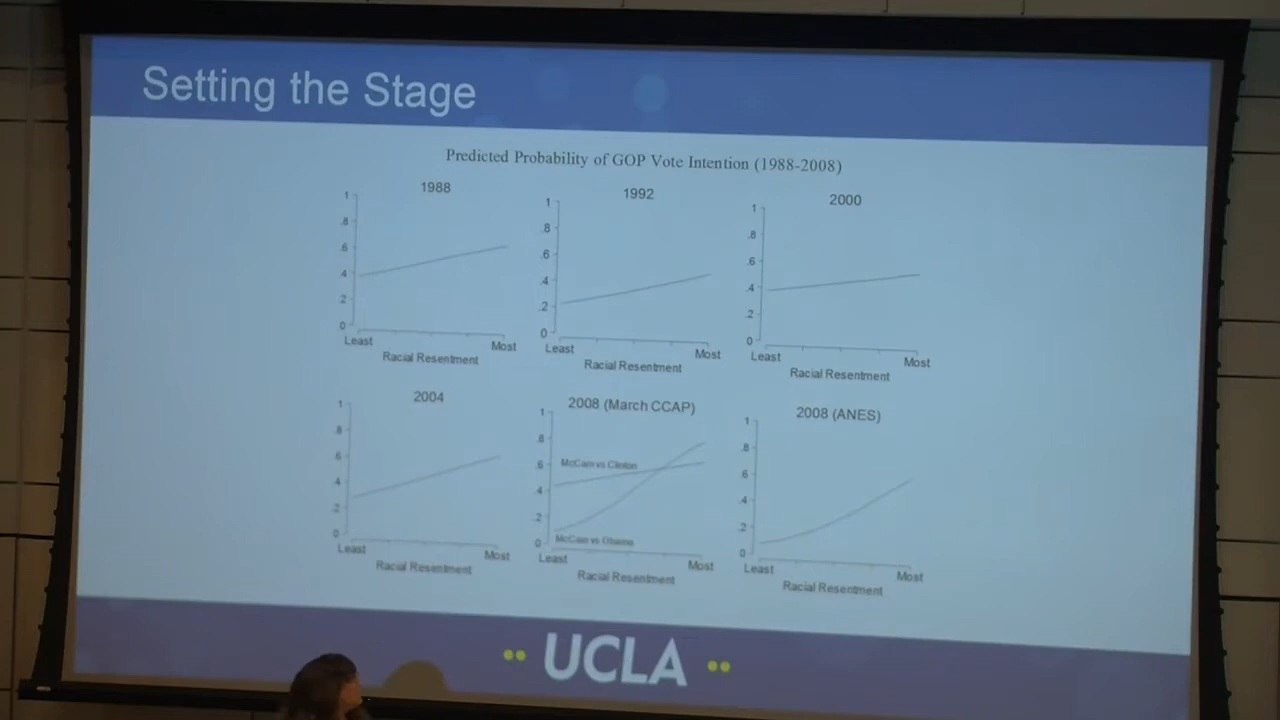 Setting the Stage
Predicted Probability of GOP Vote Intention (1988-2008)
1988
1
.8
.6
.4
.2
0
Least
Most
Racial Resentment
1992
1
.8
.6
.4
.2
0
Least
Most
Racial Resentment
2000
1
.8
.6
.4
.2
0
Least
Most
Racial Resentment
2004
1
.8
.6
.4
.2
0
Least
Most
Racial Resentment
2008 (March CCAP)
1
.8
.6
.4
.2
0
McCain vs Clinton
McCain vs Obama
Least
Most
Racial Resentment
2008 (ANES)
1
.8
.6
.4
.2
0
Least
Most
Racial Resentment
UCLA